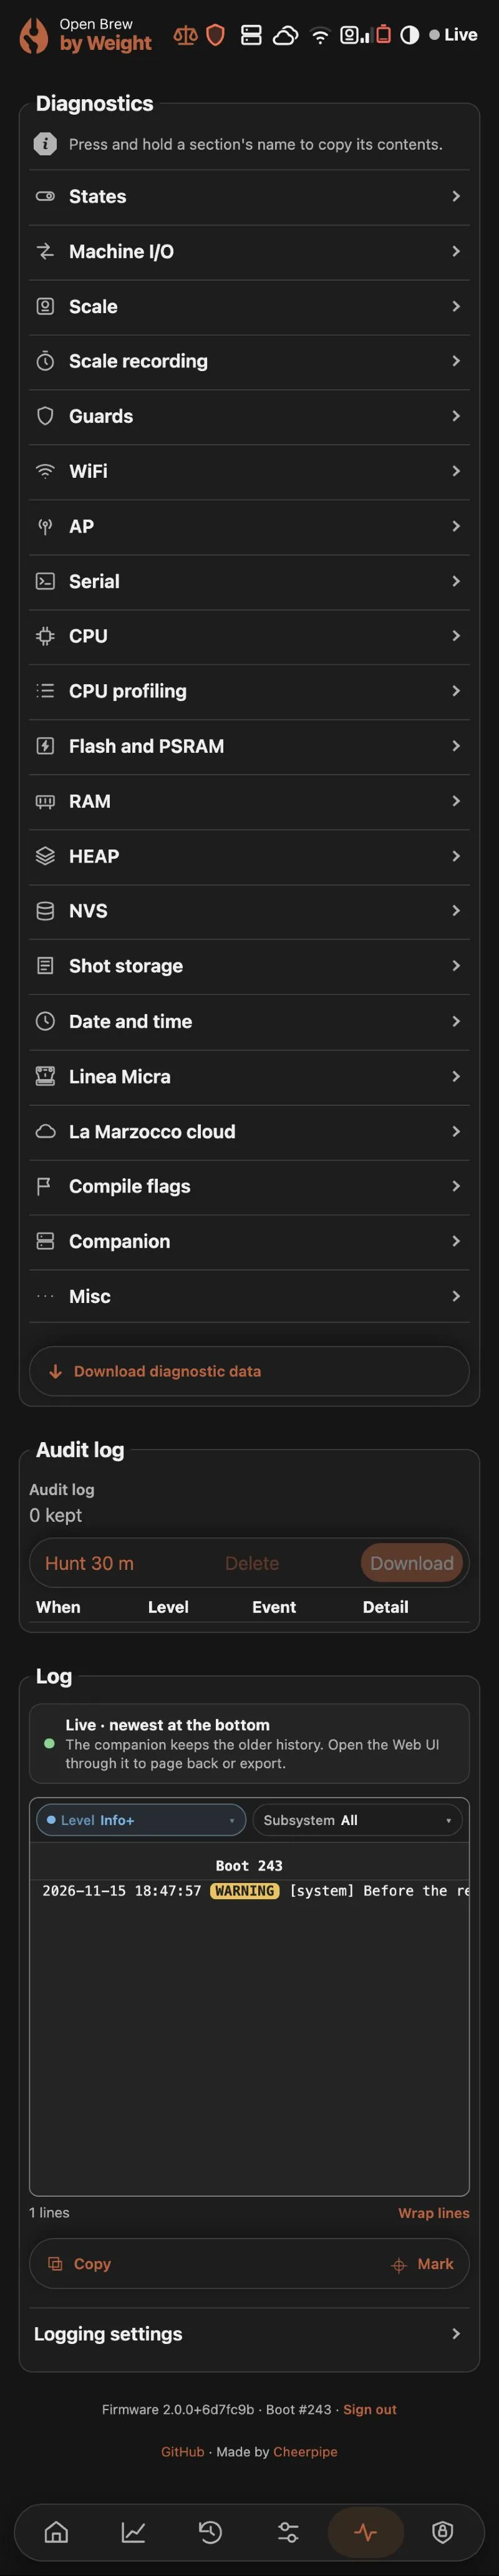 Open Brew
by Weight
Live
Diagnostics
Press and hold a section's name to copy its contents.
States
Machine I/O
Scale
Scale recording
Guards
WiFi
AP
Serial
CPU
CPU profiling
Flash and PSRAM
RAM
HEAP
NVS
Shot storage
Date and time
Linea Micra
La Marzocco cloud
Compile flags
Companion
Misc
Download diagnostic data
Audit log
Audit log
0 kept
Hunt 30 m Delete Download
When Level Event Detail
Log
Live · newest at the bottom
The companion keeps the older history. Open the Web UI
through it to page back or export.
Level Info+ Subsystem All
Boot 243
2026-11-15 18:47:57 WARNING [system] Before the re
1 lines Wrap lines
Copy Mark
Logging settings
Firmware 2.0.0+6d7fc9b · Boot #243 · Sign out
GitHub · Made by Cheerpipe